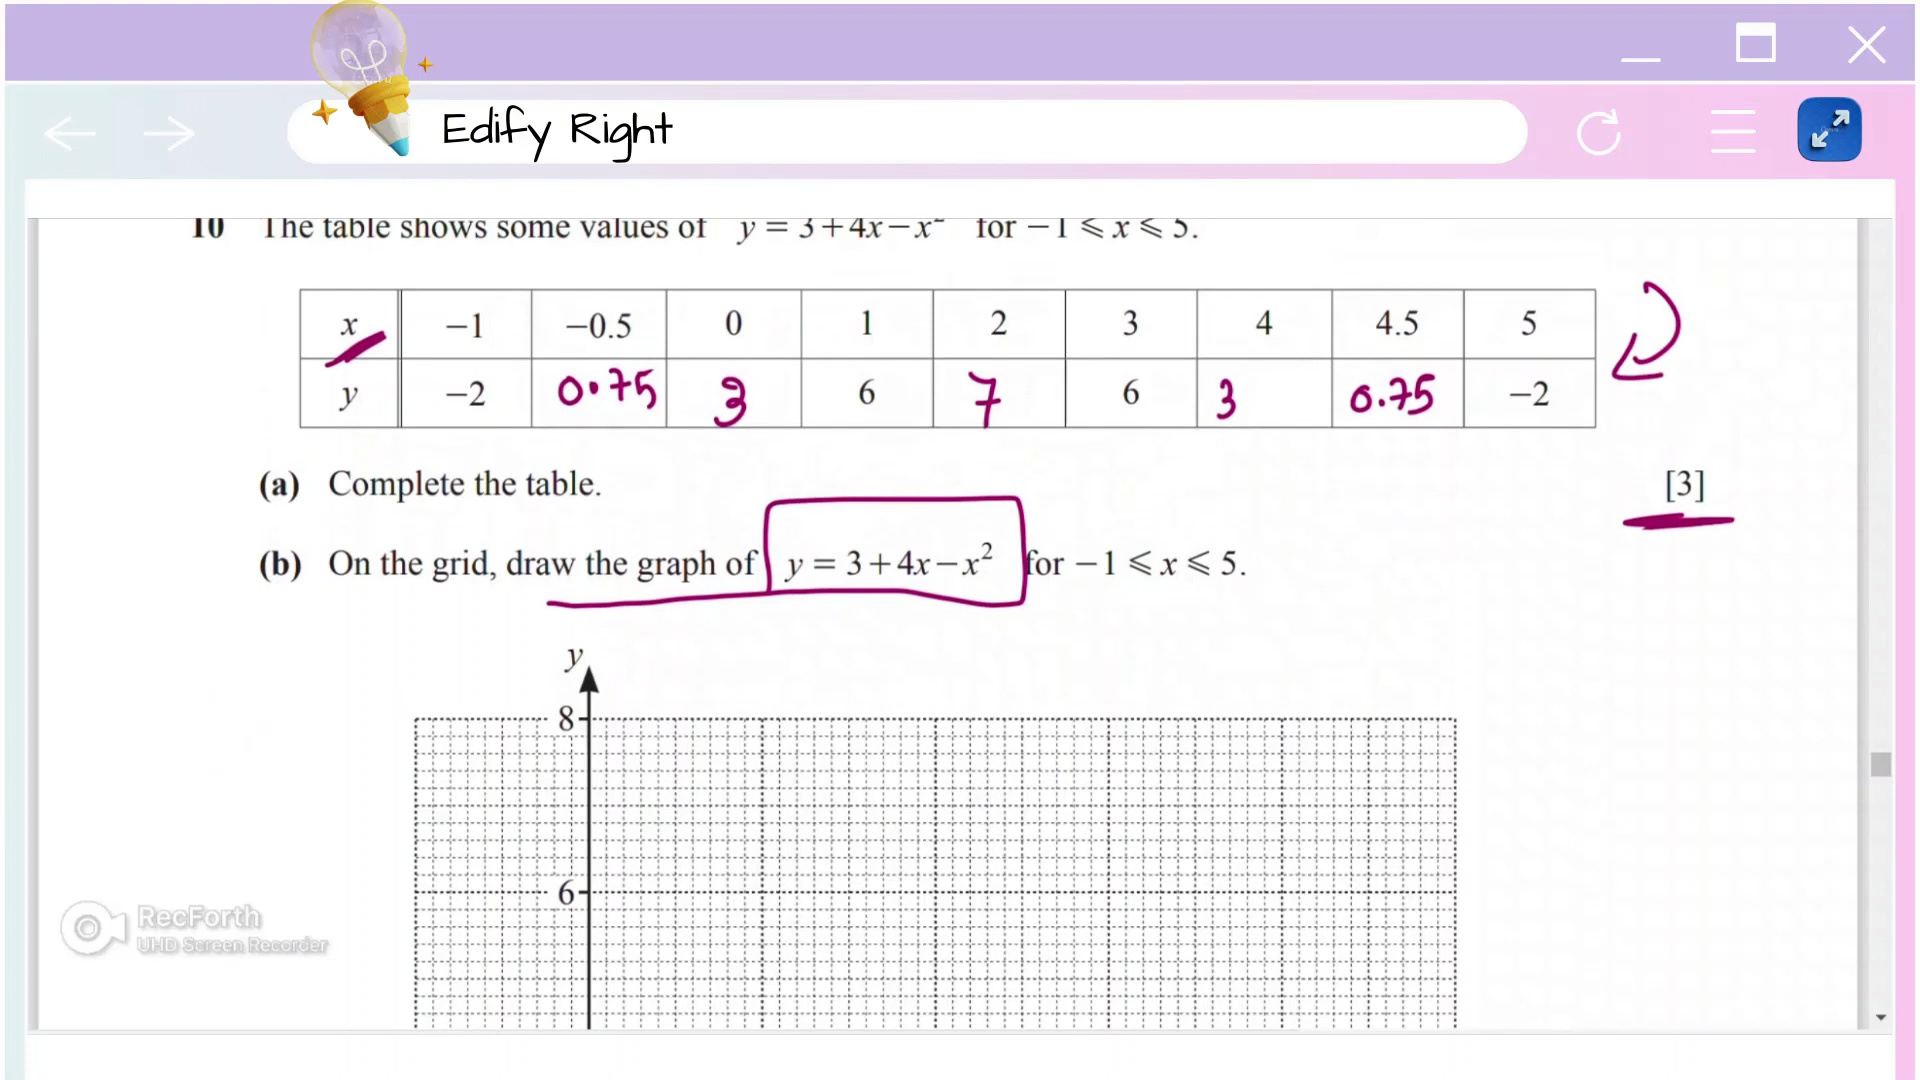 Edify Right
10 The table shows some values of y = 3+4x−x² for −1 ⩽ x ⩽ 5.
x −1 −0.5 0 1 2 3 4 4.5 5
y −2 0.75 3 6 7 6 3 0.75 −2
(a) Complete the table. [3]
(b) On the grid, draw the graph of y = 3+4x−x² for −1 ⩽ x ⩽ 5.
y
8
6
RecForth
UHD Screen Recorder